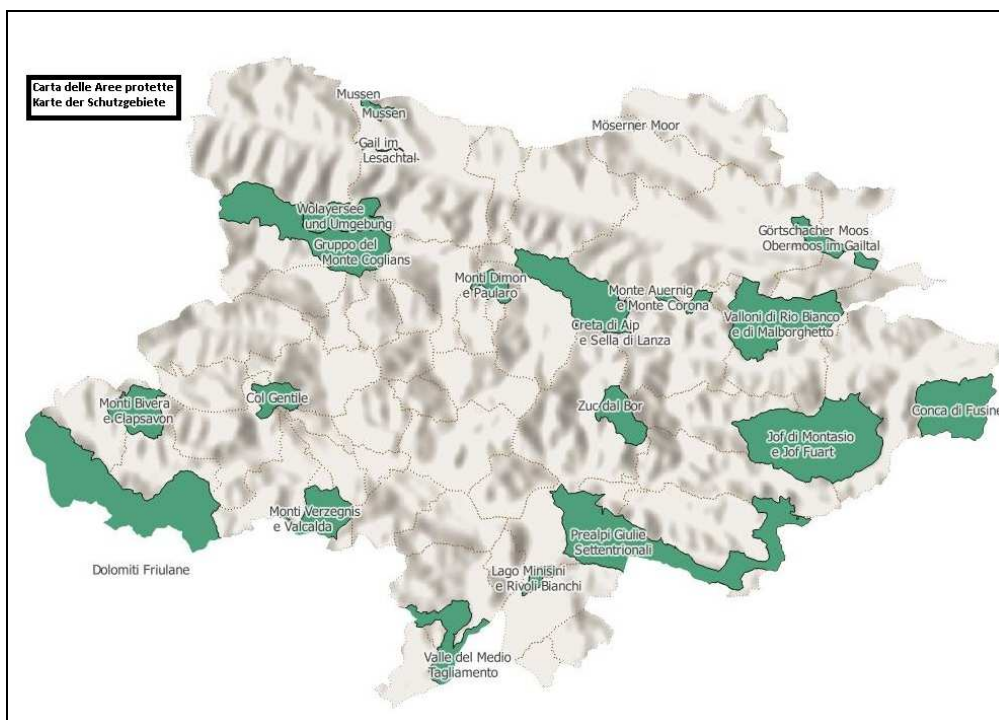 Carta delle Aree protette
Karte der Schutzgebiete
Mussen
Mussen
Möserner Moor
Gail im
Lesachtal
Wolayersee
und Umgebung
Gruppo del
Monte Coglians
Görtschacher Moos
Obermoos im Gailtal
Monti Dimon
e Paularo
Monte Auernig
e Monte Corona
Creta di Aip
e Sella di Lanza
Valloni di Rio Bianco
e di Malborghetto
Monti Bivera
e Clapsavon
Col Gentile
Zuc dal Bor
Conca di Fusine
Jof di Montasio
e Jof Fuart
Monti Verzegnis
e Valcalda
Prealpi Giulie
Settentrionali
Dolomiti Friulane
Lago Minisini
e Rivoli Bianchi
Valle del Medio
Tagliamento